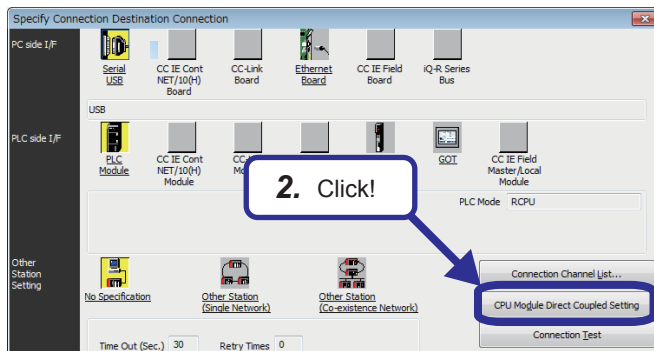 Specify Connection Destination Connection
PC side I/F
Serial
USB
CC IE Cont
NET/10(H)
Board
CC-Link
Board
Ethernet
Board
CC IE Field
Board
iQ-R Series
Bus
USB
PLC side I/F
PLC
Module
CC IE Cont
NET/10(H)
Module
GOT
CC IE Field
Master/Local
Module
2. Click!
PLC Mode RCPU
Other
Station
Setting
No Specification
Other Station
(Single Network)
Other Station
(Co-existence Network)
Connection Channel List...
CPU Module Direct Coupled Setting
Connection Test
Time Out (Sec.) 30 Retry Times 0